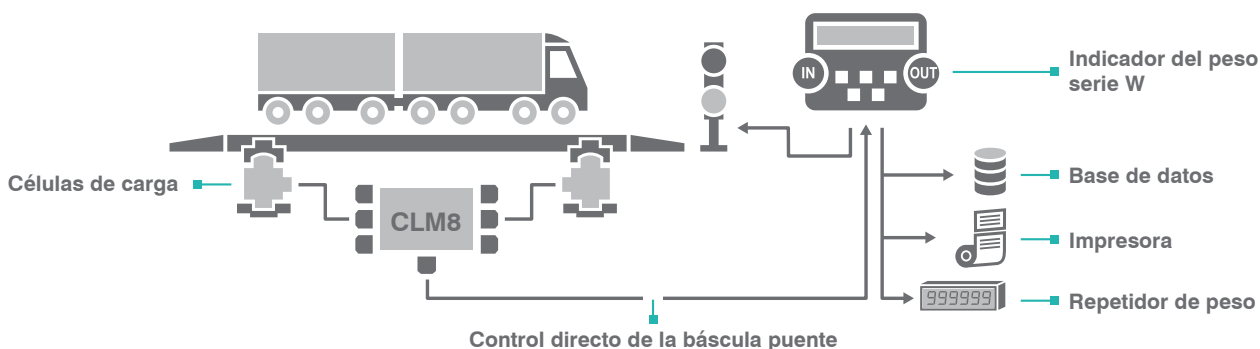 IN
OUT
Indicador del peso
serie W
Células de carga
CLM8
Base de datos
Impresora
999999
Repetidor de peso
Control directo de la báscula puente